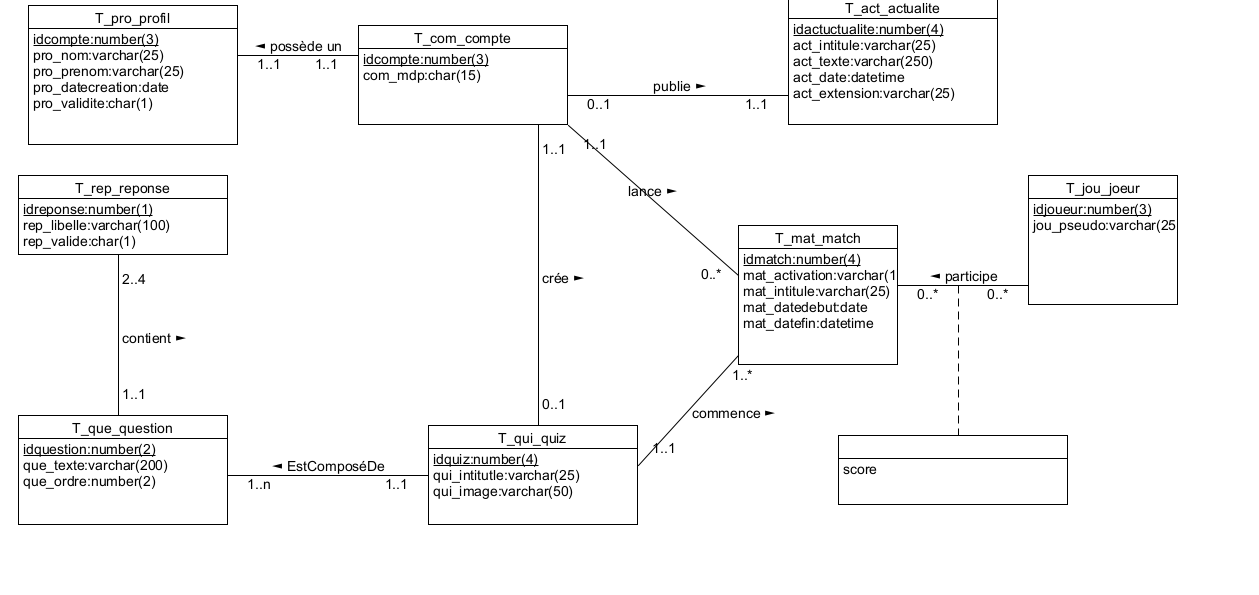 T_pro_profil
idcompte:number(3)
pro_nom:varchar(25)
pro_prenom:varchar(25)
pro_datecreation:date
pro_validite:char(1)
◄ possède un
1..1
1..1
T_com_compte
idcompte:number(3)
com_mdp:char(15)
publie ►
0..1
1..1
T_act_actualite
idactuctualite:number(4)
act_intitule:varchar(25)
act_texte:varchar(250)
act_date:datetime
act_extension:varchar(25)
1..1
1..1
lance ►
0..*
crée ►
0..1
T_rep_reponse
idreponse:number(1)
rep_libelle:varchar(100)
rep_valide:char(1)
2..4
contient ►
1..1
T_mat_match
idmatch:number(4)
mat_activation:varchar(1
mat_intitule:varchar(25)
mat_datedebut:date
mat_datefin:datetime
◄ participe
0..*
0..*
T_jou_joeur
idjoueur:number(3)
jou_pseudo:varchar(25
1..*
commence ►
1..1
T_que_question
idquestion:number(2)
que_texte:varchar(200)
que_ordre:number(2)
◄ EstComposéDe
1..n
1..1
T_qui_quiz
idquiz:number(4)
qui_intitutle:varchar(25)
qui_image:varchar(50)
score